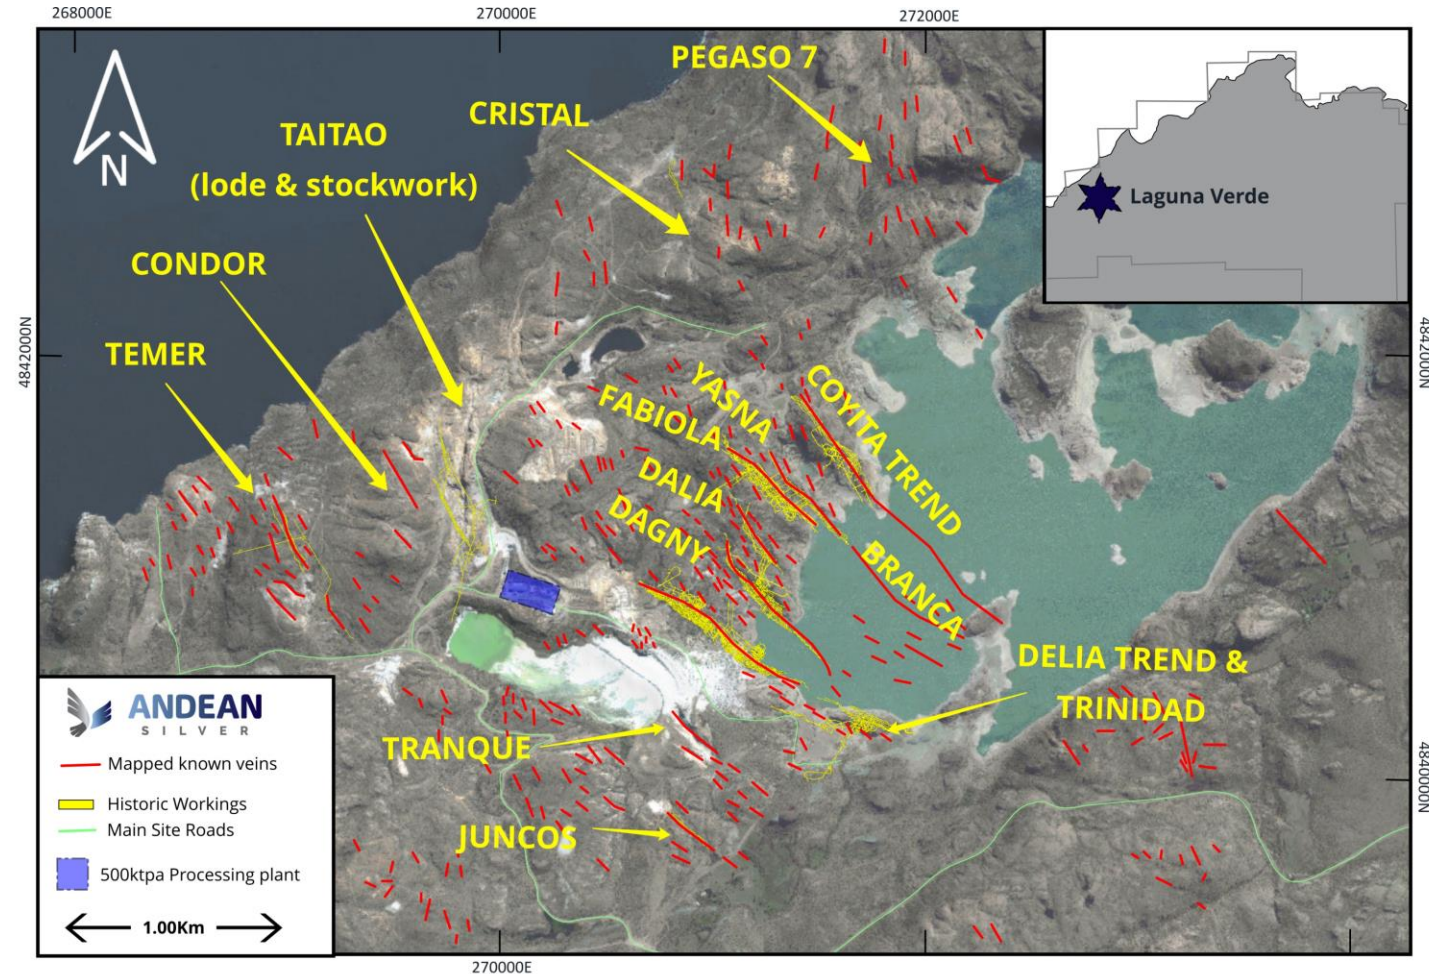 268000E
270000E
272000E
PEGASO 7
CRISTAL
TAITAO
(lode & stockwork)
CONDOR
TEMER
N
Laguna Verde
4842000N
4842000N
YASNA
COYITA TREND
FABIOLA
DALIA
DAGNY
BRANCA
DELIA TREND &
TRINIDAD
TRANQUE
JUNCOS
4840000N
ANDEAN
SILVER
Mapped known veins
Historic Workings
Main Site Roads
500ktpa Processing plant
1.00Km
270000E